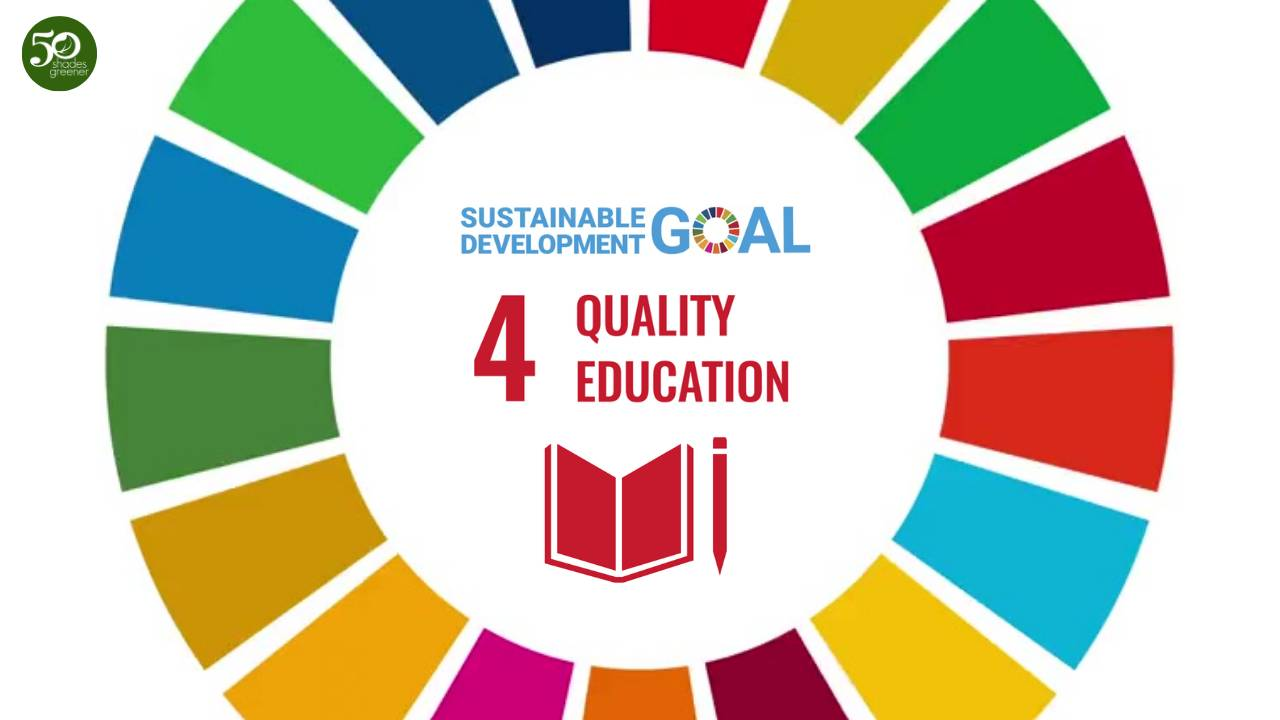 50
shades
greener
SUSTAINABLE
DEVELOPMENT
GOAL
4
QUALITY
EDUCATION